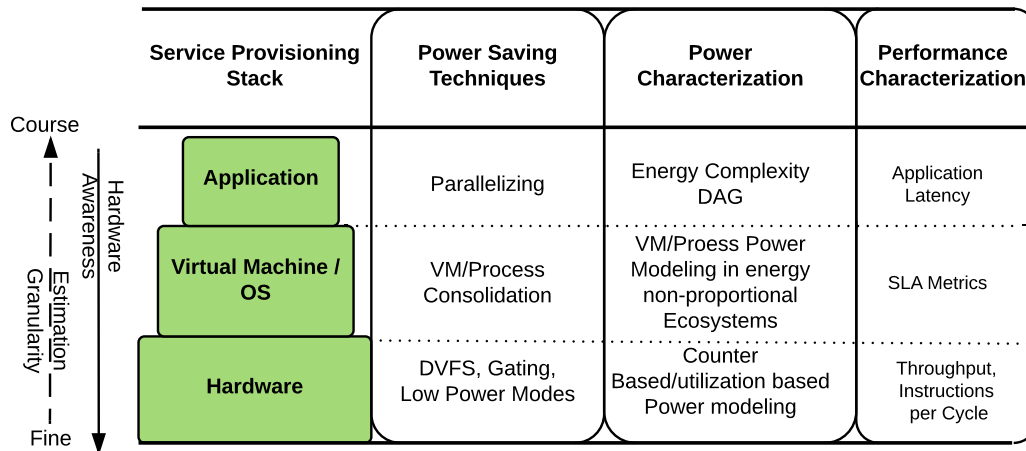 Service Provisioning
Stack
Power Saving
Techniques
Power
Characterization
Performance
Characterization
Course
Hardware
Awareness
Estimation
Granularity
Fine
Application
Parallelizing
Energy Complexity
DAG
Application
Latency
Virtual Machine /
OS
VM/Process
Consolidation
VM/Proess Power
Modeling in energy
non-proportional
Ecosystems
SLA Metrics
Hardware
DVFS, Gating,
Low Power Modes
Counter
Based/utilization based
Power modeling
Throughput,
Instructions
per Cycle